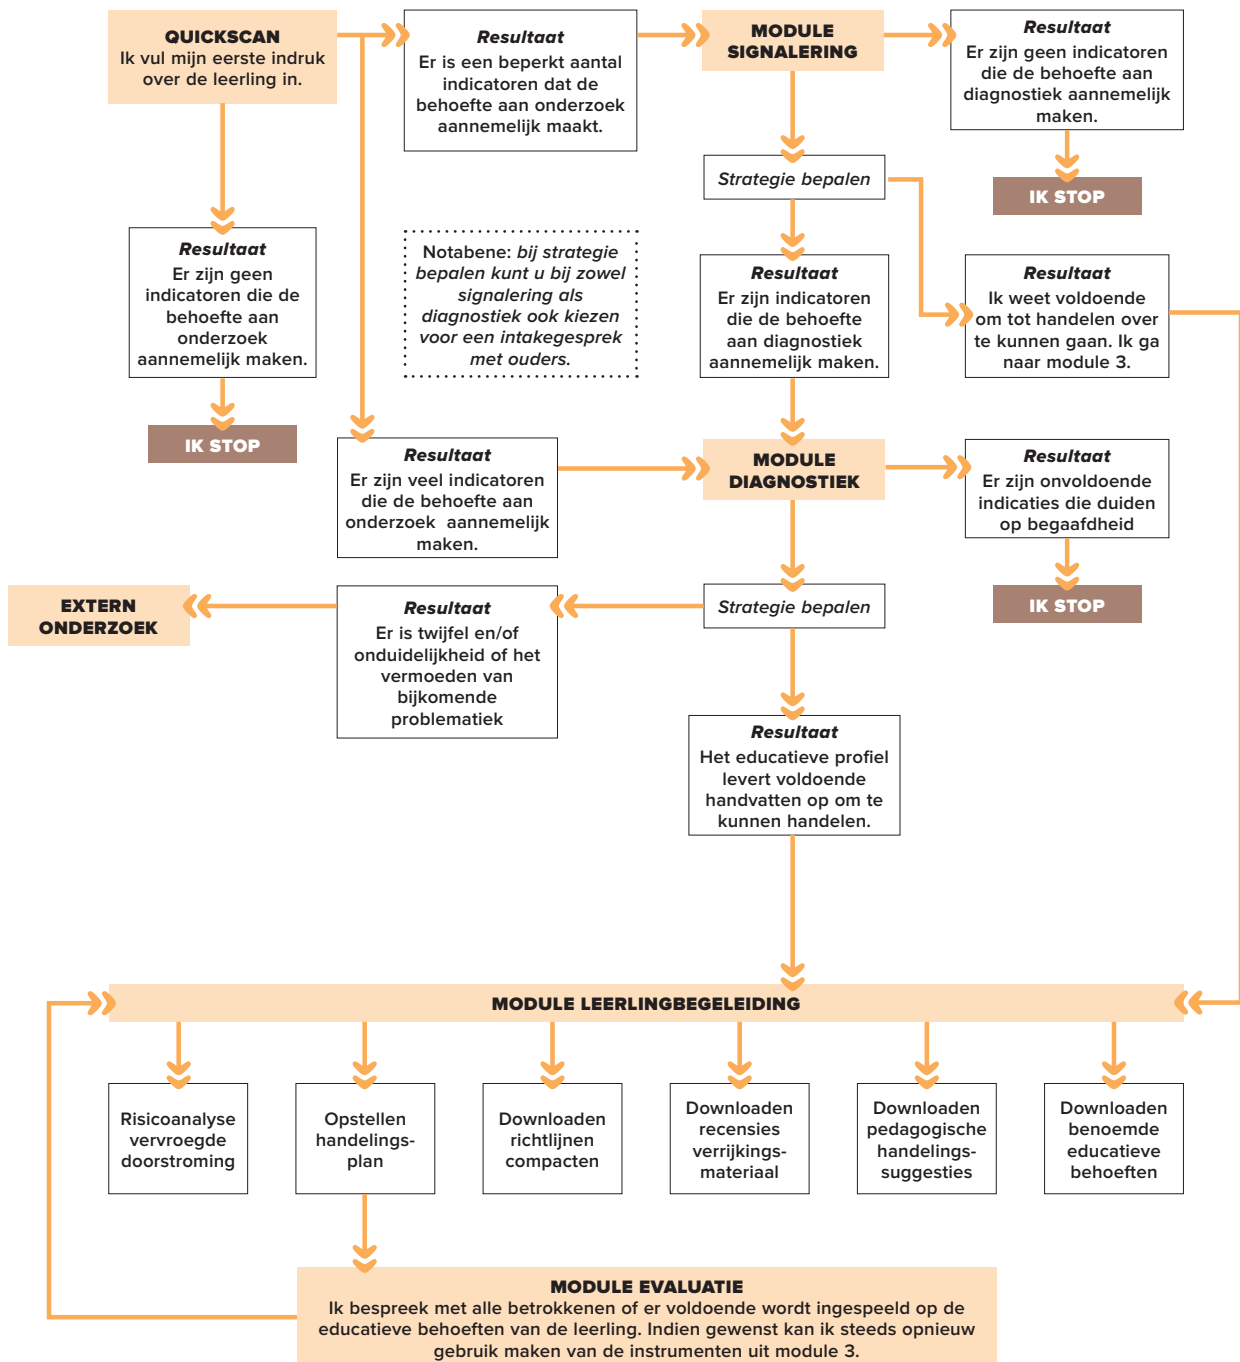 QUICKSCAN
Ik vul mijn eerste indruk
over de leerling in.
Resultaat
Er is een beperkt aantal
indicatoren dat de
behoefte aan onderzoek
aannemelijk maakt.
MODULE
SIGNALERING
Resultaat
Er zijn geen indicatoren
die de behoefte aan
diagnostiek aannemelijk
maken.
IK STOP
Strategie bepalen
Resultaat
Er zijn geen
indicatoren die de
behoefte aan
onderzoek
aannemelijk maken.
IK STOP
Notabene: bij strategie
bepalen kunt u bij zowel
signalering als
diagnostiek ook kiezen
voor een intakegesprek
met ouders.
Resultaat
Er zijn indicatoren
die de behoefte
aan diagnostiek
aannemelijk maken.
Resultaat
Ik weet voldoende
om tot handelen over
te kunnen gaan. Ik ga
naar module 3.
Resultaat
Er zijn veel indicatoren
die de behoefte aan
onderzoek aannemelijk
maken.
MODULE
DIAGNOSTIEK
Resultaat
Er zijn onvoldoende
indicaties die duiden
op begaafdheid
IK STOP
EXTERN
ONDERZOEK
Resultaat
Er is twijfel en/of
onduidelijkheid of het
vermoeden van
bijkomende
problematiek
Strategie bepalen
Resultaat
Het educatieve profiel
levert voldoende
handvatten op om te
kunnen handelen.
MODULE LEERLINGBEGELEIDING
Risicoanalyse
vervroegde
doorstroming
Opstellen
handelings-
plan
Downloaden
richtlijnen
compacten
Downloaden
recensies
verrijkings-
materiaal
Downloaden
pedagogische
handelings-
suggesties
Downloaden
benoemde
educatieve
behoeften
MODULE EVALUATIE
Ik bespreek met alle betrokkenen of er voldoende wordt ingespeeld op de
educatieve behoeften van de leerling. Indien gewenst kan ik steeds opnieuw
gebruik maken van de instrumenten uit module 3.